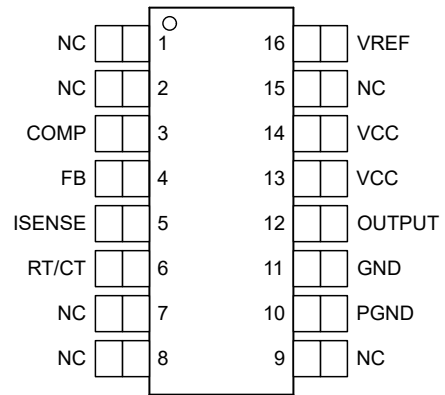 NC 1 16 VREF
NC 2 15 NC
COMP 3 14 VCC
FB 4 13 VCC
ISENSE 5 12 OUTPUT
RT/CT 6 11 GND
NC 7 10 PGND
NC 8 9 NC